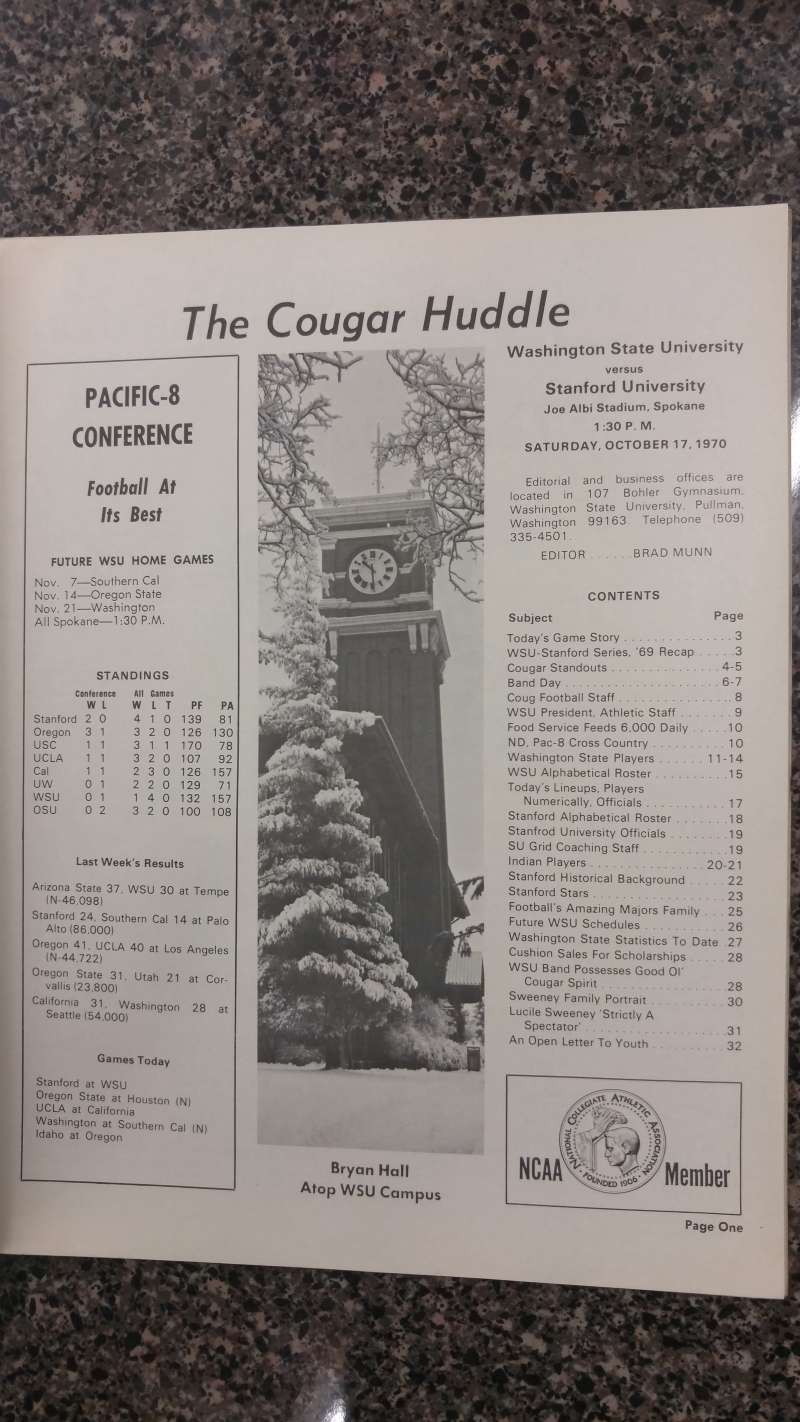 The Cougar Huddle
PACIFIC-8
CONFERENCE
Football At
Its Best
FUTURE WSU HOME GAMES
Nov. 7—Southern Cal
Nov. 14—Oregon State
Nov. 21—Washington
All Spokane—1:30 P.M.
STANDINGS
Conference All Games
W L W L T PF PA
Stanford 2 0 4 1 0 139 81
Oregon 3 1 3 2 0 126 130
USC 1 1 3 1 1 170 78
UCLA 1 1 3 2 0 107 92
Cal 1 1 2 3 0 126 157
UW 0 1 2 2 0 129 71
WSU 0 1 1 4 0 132 157
OSU 0 2 3 2 0 100 108
Last Week's Results
Arizona State 37, WSU 30 at Tempe
(N-46,098)
Stanford 24, Southern Cal 14 at Palo
Alto (86,000)
Oregon 41, UCLA 40 at Los Angeles
(N-44,722)
Oregon State 31, Utah 21 at Cor-
vallis (23,800)
California 31, Washington 28 at
Seattle (54,000)
Games Today
Stanford at WSU
Oregon State at Houston (N)
UCLA at California
Washington at Southern Cal (N)
Idaho at Oregon
Bryan Hall
Atop WSU Campus
Washington State University
versus
Stanford University
Joe Albi Stadium, Spokane
1:30 P. M.
SATURDAY, OCTOBER 17, 1970
Editorial and business offices are
located in 107 Bohler Gymnasium,
Washington State University, Pullman,
Washington 99163. Telephone (509)
335-4501.
EDITOR ...... BRAD MUNN
CONTENTS
Subject Page
Today's Game Story ............... 3
WSU-Stanford Series, '69 Recap ..... 3
Cougar Standouts ............... 4-5
Band Day ..................... 6-7
Coug Football Staff ................ 8
WSU President, Athletic Staff ....... 9
Food Service Feeds 6,000 Daily ..... 10
ND, Pac-8 Cross Country .......... 10
Washington State Players ...... 11-14
WSU Alphabetical Roster .......... 15
Today's Lineups, Players
Numerically, Officials ........... 17
Stanford Alphabetical Roster ....... 18
Stanfrod University Officials ........ 19
SU Grid Coaching Staff ............ 19
Indian Players ................ 20-21
Stanford Historical Background ..... 22
Stanford Stars .................. 23
Football's Amazing Majors Family ... 25
Future WSU Schedules ............ 26
Washington State Statistics To Date . 27
Cushion Sales For Scholarships ..... 28
WSU Band Possesses Good Ol'
Cougar Spirit .................. 28
Sweeney Family Portrait ........... 30
Lucile Sweeney 'Strictly A
Spectator' .................... 31
An Open Letter To Youth .......... 32
NATIONAL COLLEGIATE ATHLETIC ASSOCIATION
FOUNDED 1906
NCAA Member
Page One